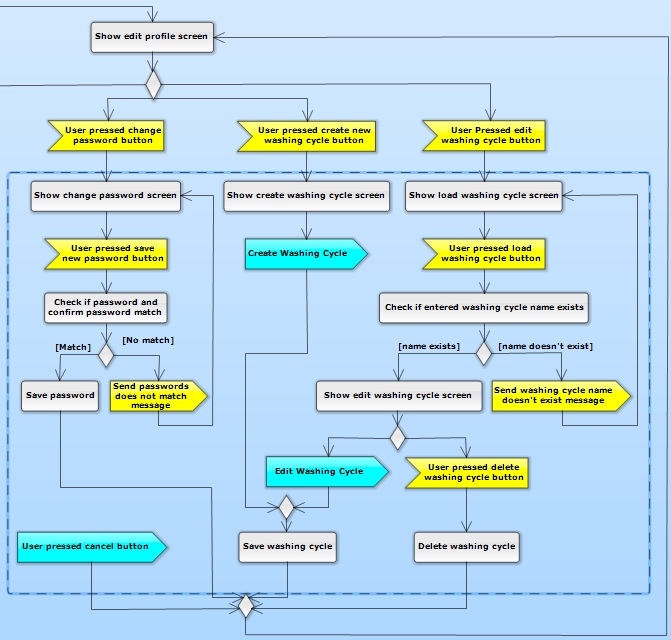 Show edit profile screen
User pressed change
password button
User pressed create new
washing cycle button
User Pressed edit
washing cycle button
Show change password screen
Show create washing cycle screen
Show load washing cycle screen
User pressed save
new password button
Create Washing Cycle
User pressed load
washing cycle button
Check if password and
confirm password match
Check if entered washing cycle name exists
[Match]
[No match]
[name exists]
[name doesn't exist]
Save password
Send passwords
does not match
message
Show edit washing cycle screen
Send washing cycle name
doesn't exist message
Edit Washing Cycle
User pressed delete
washing cycle button
User pressed cancel button
Save washing cycle
Delete washing cycle